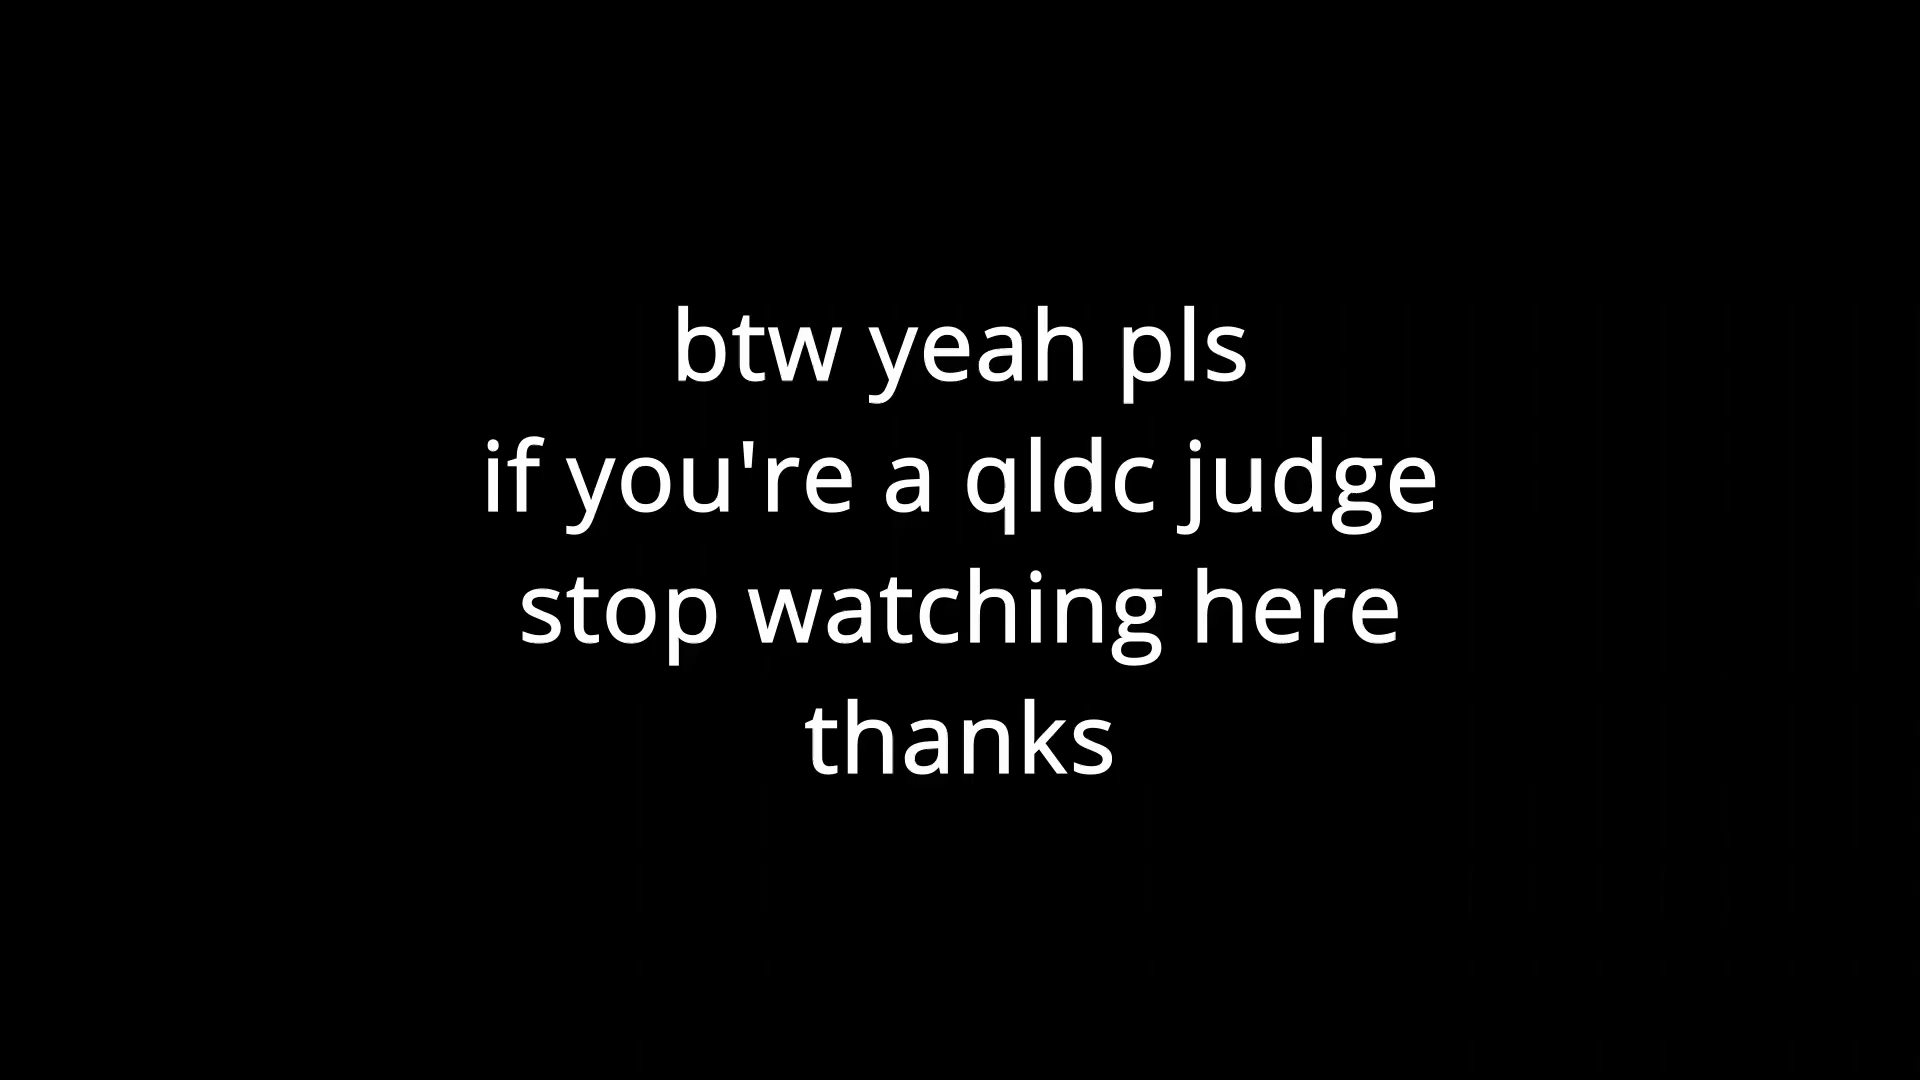 btw yeah pls
if you're a qldc judge
stop watching here
thanks